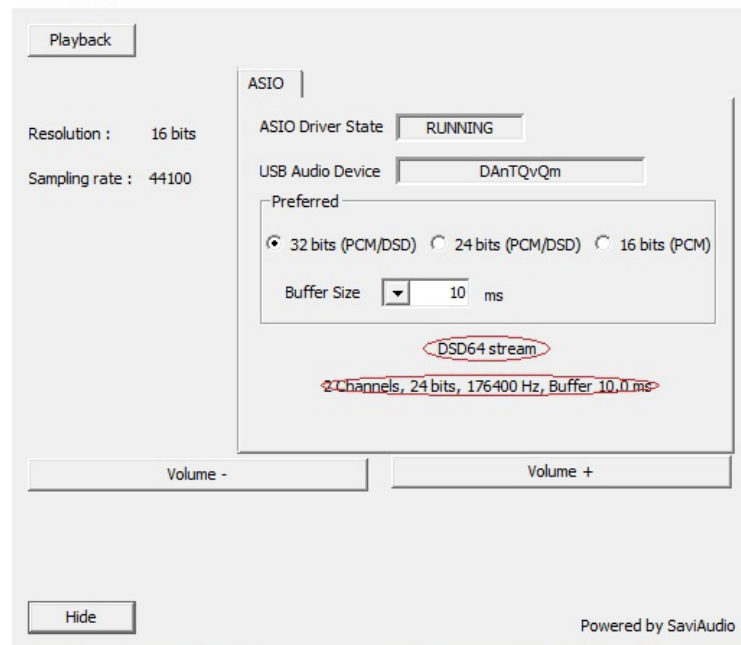 Playback
ASIO
Resolution : 16 bits
ASIO Driver State RUNNING
Sampling rate : 44100
USB Audio Device DAnTQvQm
Preferred
32 bits (PCM/DSD) 24 bits (PCM/DSD) 16 bits (PCM)
Buffer Size 10 ms
DSD64 stream
2 Channels, 24 bits, 176400 Hz, Buffer 10.0 ms
Volume - Volume +
Hide
Powered by SaviAudio